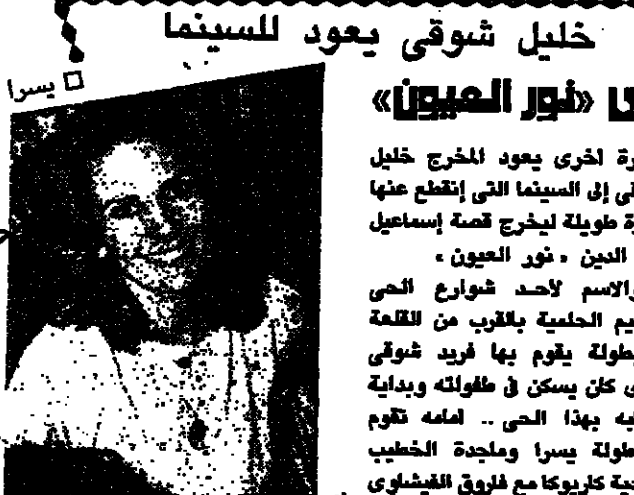 خليل شوقى يعود للسينما
«نور العيون»
□ يسرا
اخرى يعود المخرج خليل
إلى السينما التى إنقطع عنها
طويلة ليخرج قصة إسماعيل
الدين « نور العيون »
والاسم لأحد شوارع الحى
الحلمية بالقرب من القلعة
يقوم بها فريد شوقى
كان يسكن فى طفولته وبداية
بهذا الحى .. امامه تقوم
يسرا وماجدة الخطيب
كاريوكا مع فاروق الفيشاوى